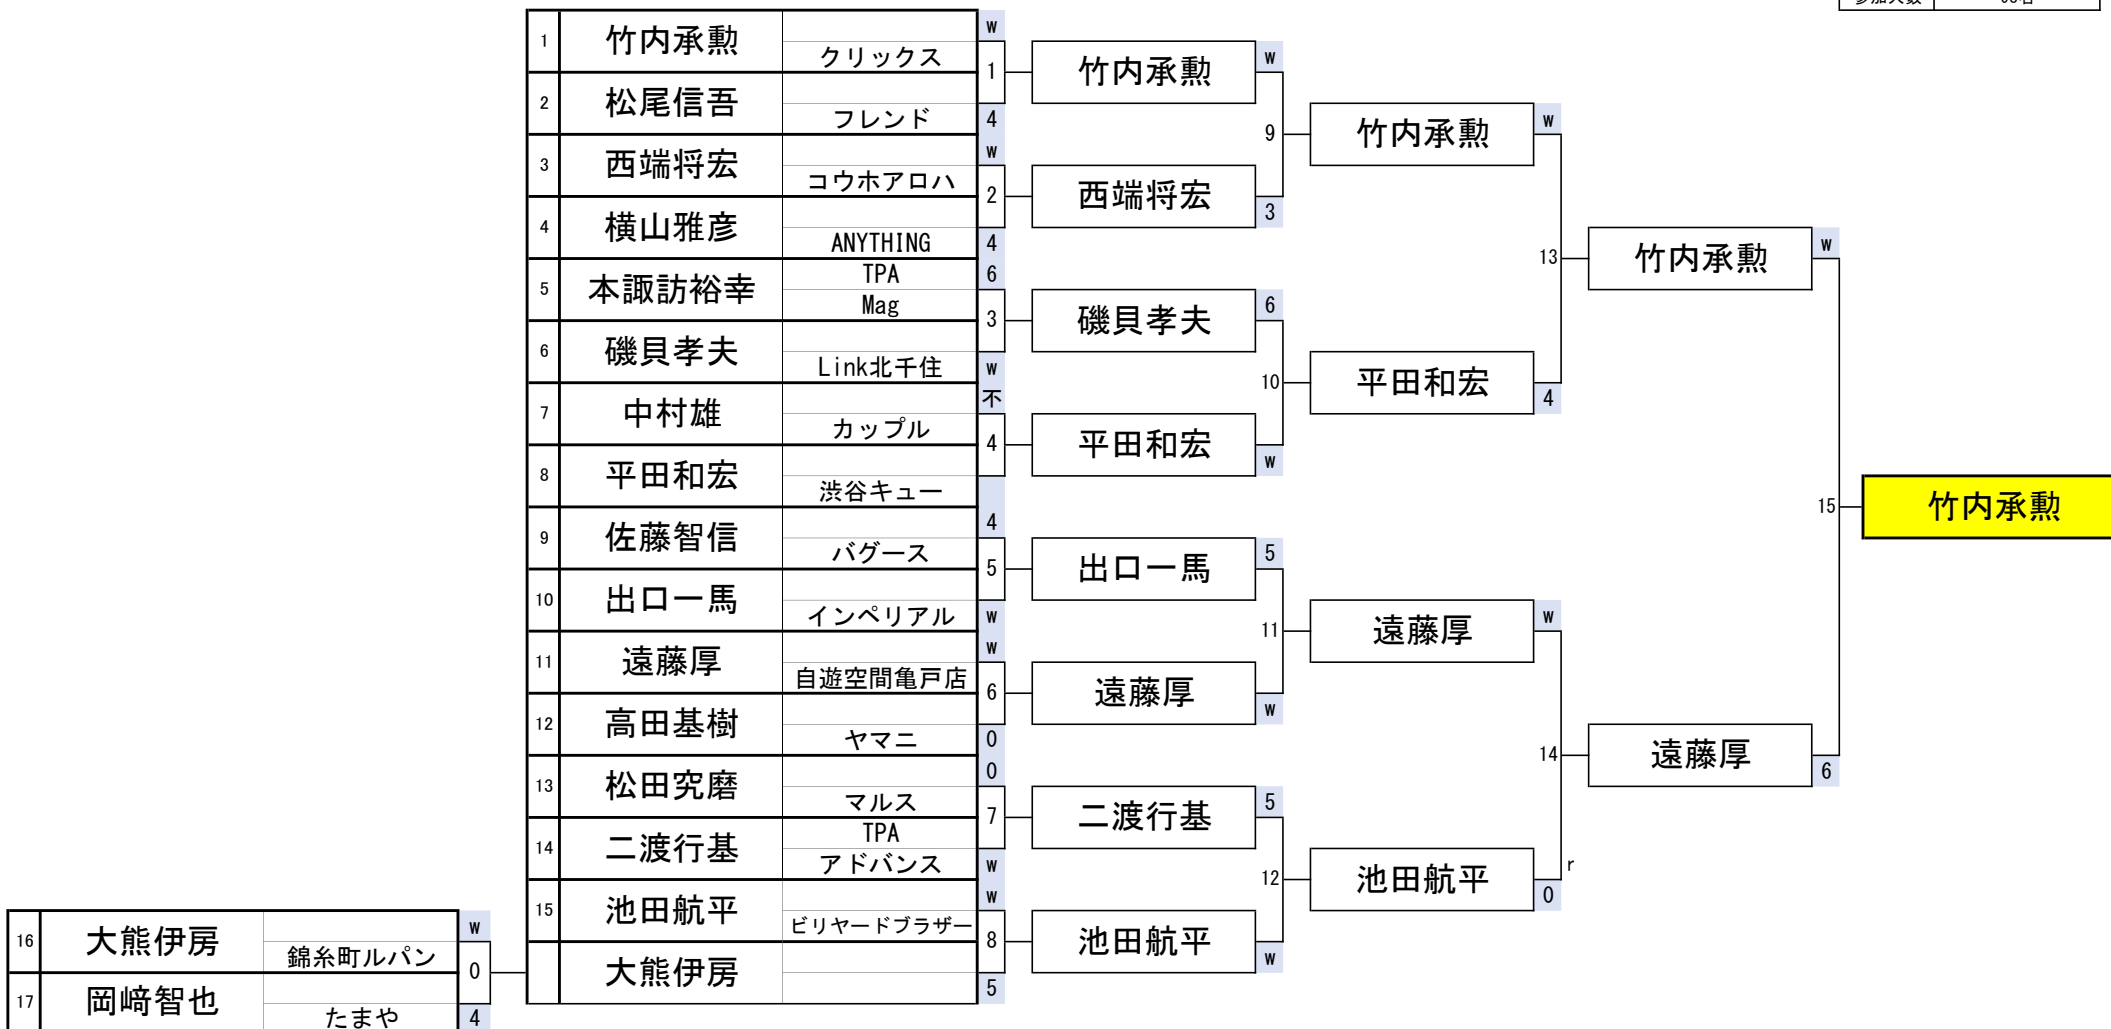 1 竹内承勲 クリックス W
2 松尾信吾 フレンド 4
1
3 西端将宏 コウホアロハ W
4 横山雅彦 ANYTHING 4
2
5 本諏訪裕幸 TPA Mag 6
6 磯貝孝夫 Link北千住 W
3
7 中村雄 カップル 不
8 平田和宏 渋谷キュー
4
9 佐藤智信 バグース 4
10 出口一馬 インペリアル W
5
11 遠藤厚 自遊空間亀戸店 W
12 高田基樹 ヤマニ 0
6
13 松田究磨 マルス 0
14 二渡行基 TPA アドバンス W
7
15 池田航平 ビリヤードブラザー W
大熊伊房 5
8
16 大熊伊房 錦糸町ルパン W
17 岡﨑智也 たまや 4
0
竹内承勲 W
西端将宏 3
9
磯貝孝夫 6
平田和宏 W
10
出口一馬 5
遠藤厚 W
11
二渡行基 5
池田航平 W
12
竹内承勲 W
平田和宏 4
13
遠藤厚 W
池田航平 0
14
r
竹内承勲 W
遠藤厚 6
15
竹内承勲